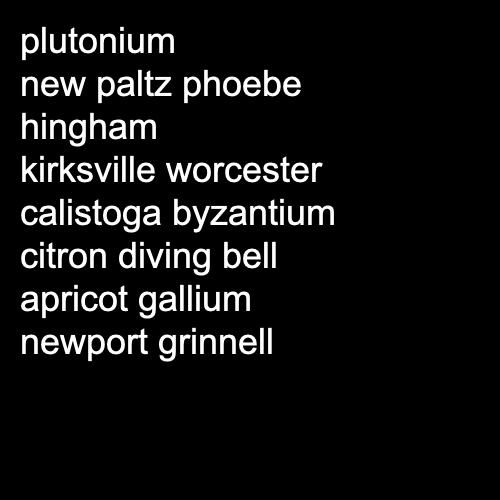 plutonium
new paltz phoebe
hingham
kirksville worcester
calistoga byzantium
citron diving bell
apricot gallium
newport grinnell